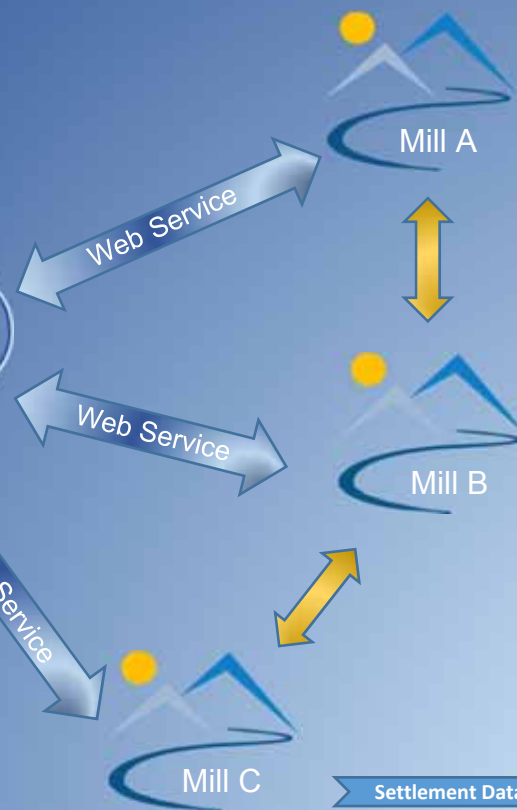 Mill A
Web Service
Mill B
Web Service
Service
Mill C
Settlement Data